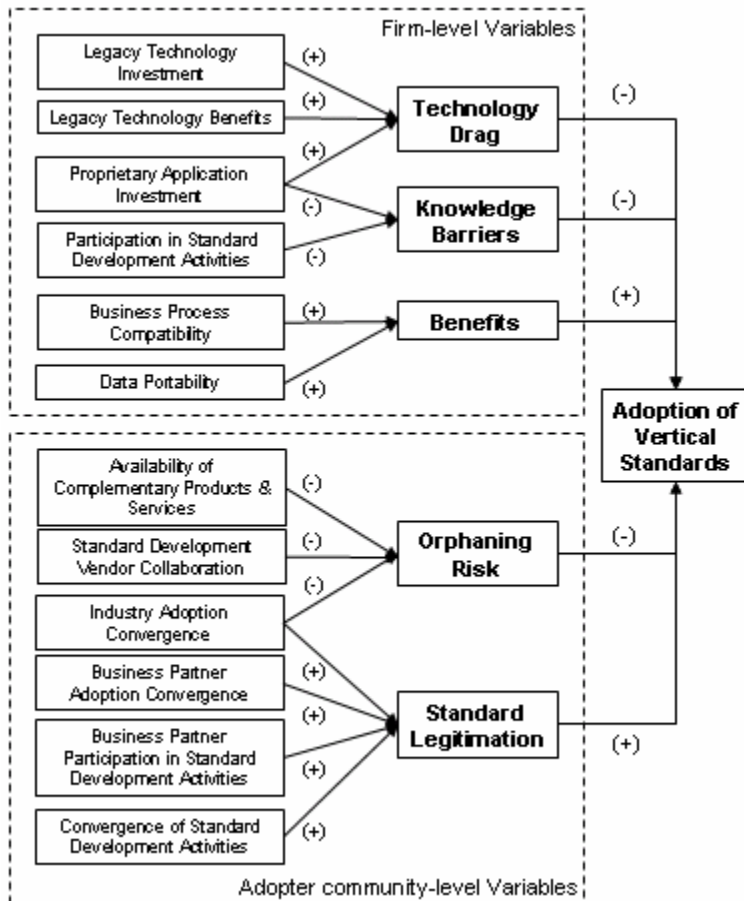 Firm-level Variables
Legacy Technology
Investment
(+)
Legacy Technology Benefits
(+)
Technology
Drag
(-)
Proprietary Application
Investment
(+)
(-)
Knowledge
Barriers
(-)
Participation in Standard
Development Activities
(-)
Business Process
Compatibility
(+)
Benefits
(+)
Data Portability
(+)
Adoption of
Vertical
Standards
Availability of
Complementary Products &
Services
(-)
Standard Development
Vendor Collaboration
(-)
Orphaning
Risk
(-)
Industry Adoption
Convergence
(-)
Business Partner
Adoption Convergence
(+)
(+)
Standard
Legitimation
(+)
Business Partner
Participation in Standard
Development Activities
(+)
Convergence of Standard
Development Activities
(+)
Adopter community-level Variables